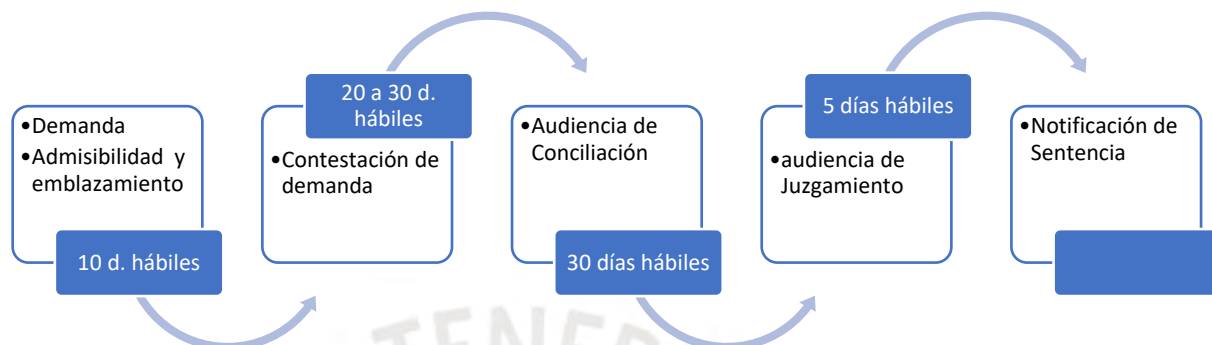 •Demanda
•Admisibilidad y
emblazamiento
10 d. hábiles
20 a 30 d.
hábiles
•Contestación de
demanda
•Audiencia de
Conciliación
30 días hábiles
5 días hábiles
•audiencia de
Juzgamiento
•Notificación de
Sentencia